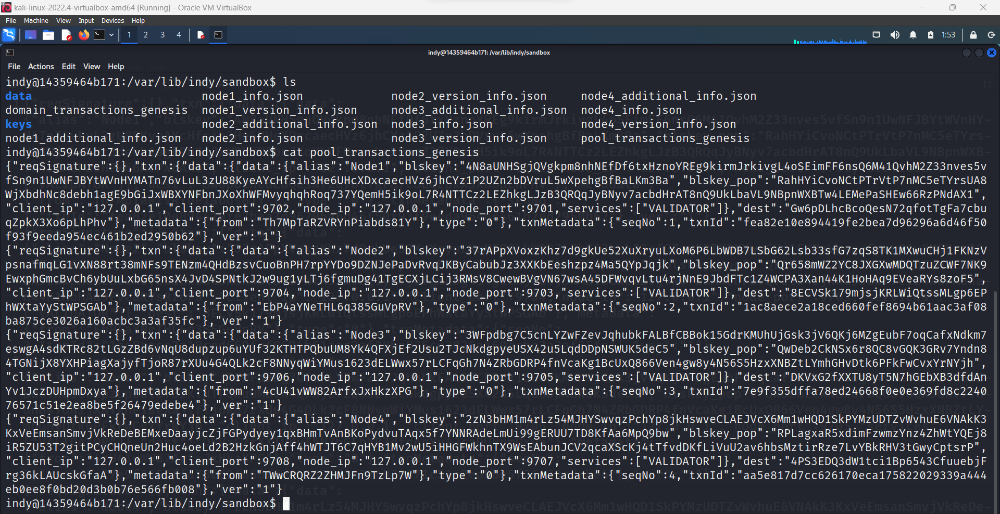 kali-linux-2022.4-virtualbox-amd64 [Running] - Oracle VM VirtualBox
File Machine View Input Devices Help
1 2 3 4 1:53
indy@14359464b171: /var/lib/indy/sandbox
File Actions Edit View Help
indy@14359464b171:/var/lib/indy/sandbox$ ls
data node1_info.json node2_version_info.json node4_additional_info.json
domain_transactions_genesis node1_version_info.json node3_additional_info.json node4_info.json
keys node2_additional_info.json node3_info.json node4_version_info.json
node1_additional_info.json node2_info.json node3_version_info.json pool_transactions_genesis
indy@14359464b171:/var/lib/indy/sandbox$ cat pool_transactions_genesis
{"reqSignature":{},"txn":{"data":{"data":{"alias":"Node1","blskey":"4N8aUNHSgjQVgkpm8nhNEfDf6txHznoYREg9kirmJrkivgL4oSEimFF6nsQ6M41QvhM2Z33nves5v
fSn9n1UwNFJBYtWVnHYMATn76vLuL3zU88KyeAYcHfsih3He6UHcXDxcaecHVz6jhCYz1P2UZn2bDVruL5wXpehgBfBaLKm3Ba","blskey_pop":"RahHYiCvoNCtPTrVtP7nMC5eTYrsUA8
WjXbdhNc8debh1agE9bGiJxWBXYNFbnJXoXhWFMvyqhqhRoq737YQemH5ik9oL7R4NTTCz2LEZhkgLJzB3QRQqJyBNyv7acbdHrAT8nQ9UkLbaVL9NBpnWXBTw4LEMePaSHEw66RzPNdAX1",
"client_ip":"127.0.0.1","client_port":9702,"node_ip":"127.0.0.1","node_port":9701,"services":["VALIDATOR"]},"dest":"Gw6pDLhcBcoQesN72qfotTgFa7cbu
qZpkX3Xo6pLhPhv"},"metadata":{"from":"Th7MpTaRZVRYnPiabds81Y"},"type":"0"},"txnMetadata":{"seqNo":1,"txnId":"fea82e10e894419fe2bea7d96296a6d46f50
f93f9eeda954ec461b2ed2950b62"},"ver":"1"}
{"reqSignature":{},"txn":{"data":{"data":{"alias":"Node2","blskey":"37rAPpXVoxzKhz7d9gkUe52XuXryuLXoM6P6LbWDB7LSbG62Lsb33sfG7zqS8TK1MXwuCHj1FKNzV
psnafmqLG1vXN88rt38mNFs9TENzm4QHdBzsvCuoBnPH7rpYYDo9DZNJePaDvRvqJKByCabubJz3XXKbEeshzpz4Ma5QYpJqjk","blskey_pop":"Qr658mWZ2YC8JXGXwMDQTzuZCWF7NK9
EwxphGmcBvCh6ybUuLxbG65nsX4JvD4SPNtkJ2w9ug1yLTj6fgmuDg41TgECXjLCij3RMsV8CwewBVgVN67wsA45DFWvqvLtu4rjNnE9JbdFTc1Z4WCPA3Xan44K1HoHAq9EVeaRYs8zoF5",
"client_ip":"127.0.0.1","client_port":9704,"node_ip":"127.0.0.1","node_port":9703,"services":["VALIDATOR"]},"dest":"8ECVSk179mjsjKRLWiQtssMLgp6EP
hWXtaYyStWPSGAb"},"metadata":{"from":"EbP4aYNeTHL6q385GuVpRV"},"type":"0"},"txnMetadata":{"seqNo":2,"txnId":"1ac8aece2a18ced660fef8694b61aac3af08
ba875ce3026a160acbc3a3af35fc"},"ver":"1"}
{"reqSignature":{},"txn":{"data":{"data":{"alias":"Node3","blskey":"3WFpdbg7C5cnLYZwFZevJqhubkFALBfCBBok15GdrKMUhUjGsk3jV6QKj6MZgEubF7oqCafxNdkm7
eswgA4sdKTRc82tLGzZBd6vNqU8dupzup6uYUf32KTHTPQbuUM8Yk4QFXjEf2Usu2TJcNkdgpyeUSX42u5LqdDDpNSWUK5deC5","blskey_pop":"QwDeb2CkNSx6r8QC8vGQK3GRv7Yndn8
4TGNijX8YXHPiagXajyfTjoR87rXUu4G4QLk2cF8NNyqWiYMus1623dELWwx57rLCFqGh7N4ZRbGDRP4fnVcaKg1BcUxQ866Ven4gw8y4N56S5HzxXNBZtLYmhGHvDtk6PFkFwCvxYrNYjh",
"client_ip":"127.0.0.1","client_port":9706,"node_ip":"127.0.0.1","node_port":9705,"services":["VALIDATOR"]},"dest":"DKVxG2fXXTU8yT5N7hGEbXB3dfdAn
Yv1JczDUHpmDxya"},"metadata":{"from":"4cU41vWW82ArfxJxHkzXPG"},"type":"0"},"txnMetadata":{"seqNo":3,"txnId":"7e9f355dffa78ed24668f0e0e369fd8c2240
76571c51e2ea8be5f26479edebe4"},"ver":"1"}
{"reqSignature":{},"txn":{"data":{"data":{"alias":"Node4","blskey":"2zN3bHM1m4rLz54MJHYSwvqzPchYp8jkHswveCLAEJVcX6Mm1wHQD1SkPYMzUDTZvWvhuE6VNAkK3
KxVeEmsanSmvjVkReDeBEMxeDaayjcZjFGPydyey1qxBHmTvAnBKoPydvuTAqx5f7YNNRAdeLmUi99gERUU7TD8KfAa6MpQ9bw","blskey_pop":"RPLagxaR5xdimFzwmzYnz4ZhWtYQEj8
iR5ZU53T2gitPCyCHQneUn2Huc4oeLd2B2HzkGnjAff4hWTJT6C7qHYB1Mv2wU5iHHGFWkhnTX9WsEAbunJCV2qcaXScKj4tTfvdDKfLiVuU2av6hbsMztirRze7LvYBkRHV3tGwyCptsrP",
"client_ip":"127.0.0.1","client_port":9708,"node_ip":"127.0.0.1","node_port":9707,"services":["VALIDATOR"]},"dest":"4PS3EDQ3dW1tci1Bp6543CfuuebjF
rg36kLAUcskGfaA"},"metadata":{"from":"TWwCRQRZ2ZHMJFn9TzLp7W"},"type":"0"},"txnMetadata":{"seqNo":4,"txnId":"aa5e817d7cc626170eca175822029339a444
eb0ee8f0bd20d3b0b76e566fb008"},"ver":"1"}
indy@14359464b171:/var/lib/indy/sandbox$